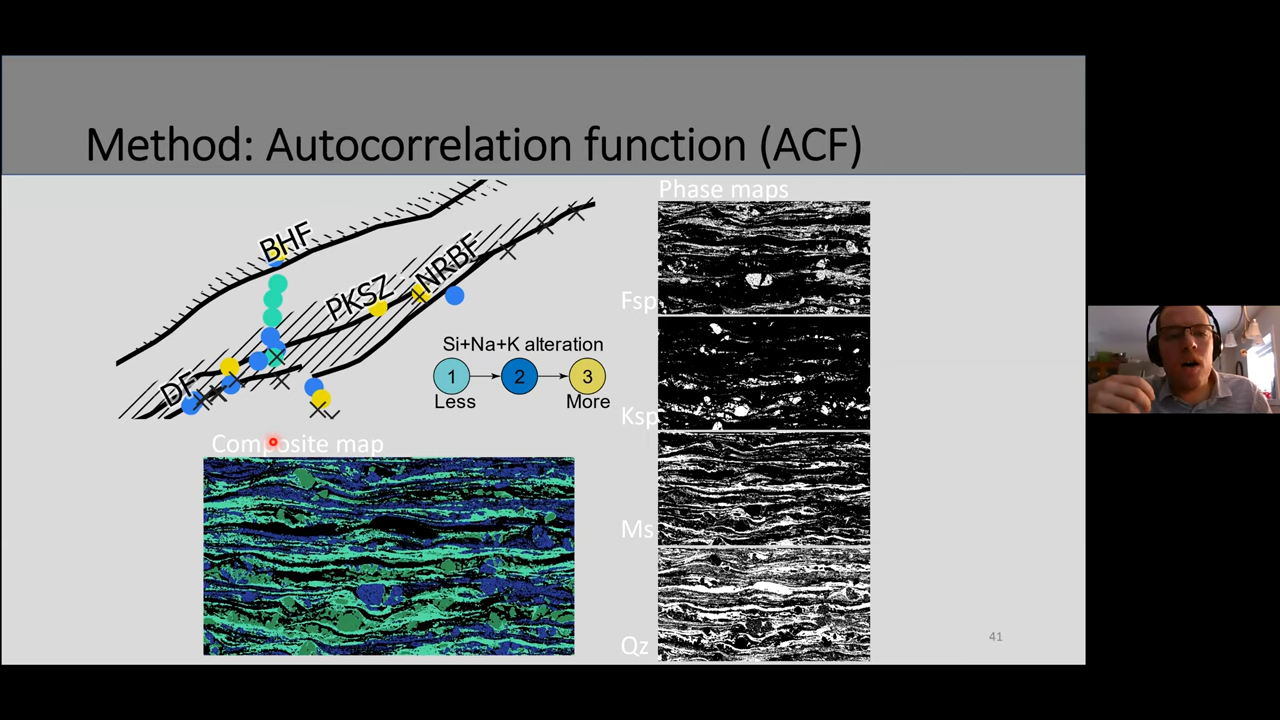 Method: Autocorrelation function (ACF)
Phase maps
BHF
NRBF
PKSZ
DF
Si+Na+K alteration
1
2
3
Less
More
Composite map
Fsp
Ksp
Ms
Qz
41